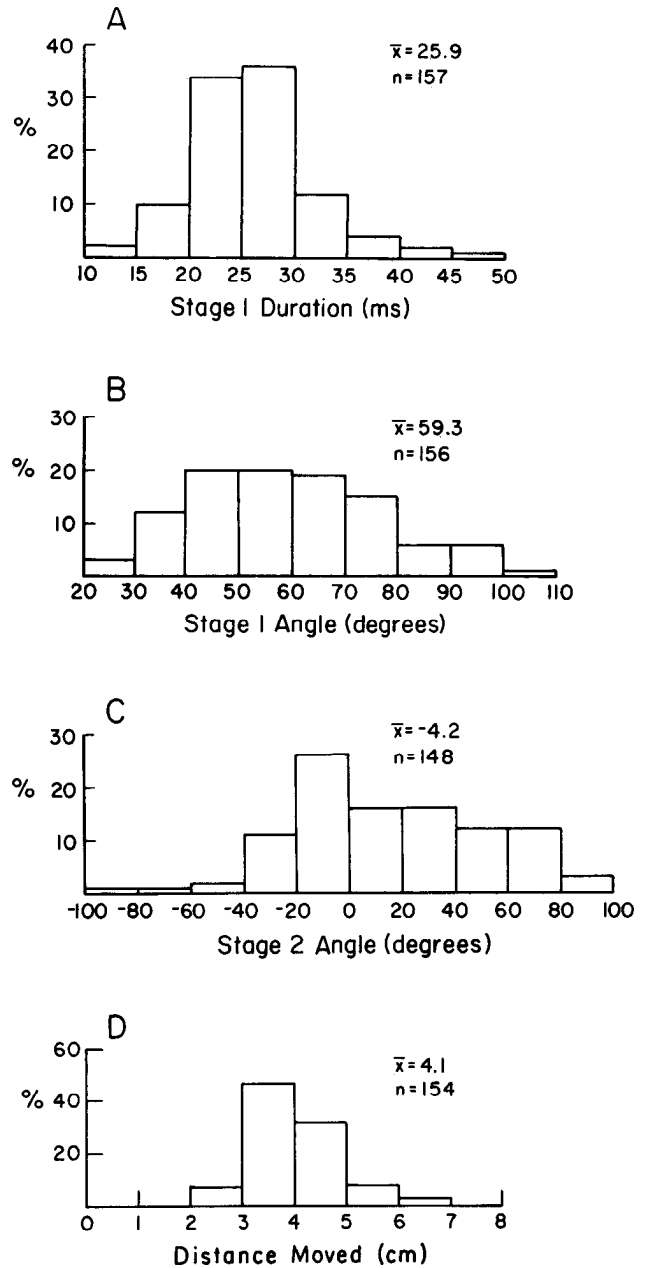 A
40
x̄=25.9
n=157
30
%
20
10
10 15 20 25 30 35 40 45 50
Stage 1 Duration (ms)
B
30
x̄=59.3
n=156
% 20
10
20 30 40 50 60 70 80 90 100 110
Stage 1 Angle (degrees)
C
30
x̄=-4.2
n=148
% 20
10
-100 -80 -60 -40 -20 0 20 40 60 80 100
Stage 2 Angle (degrees)
D
60
x̄=4.1
n=154
% 40
20
0 1 2 3 4 5 6 7 8
Distance Moved (cm)